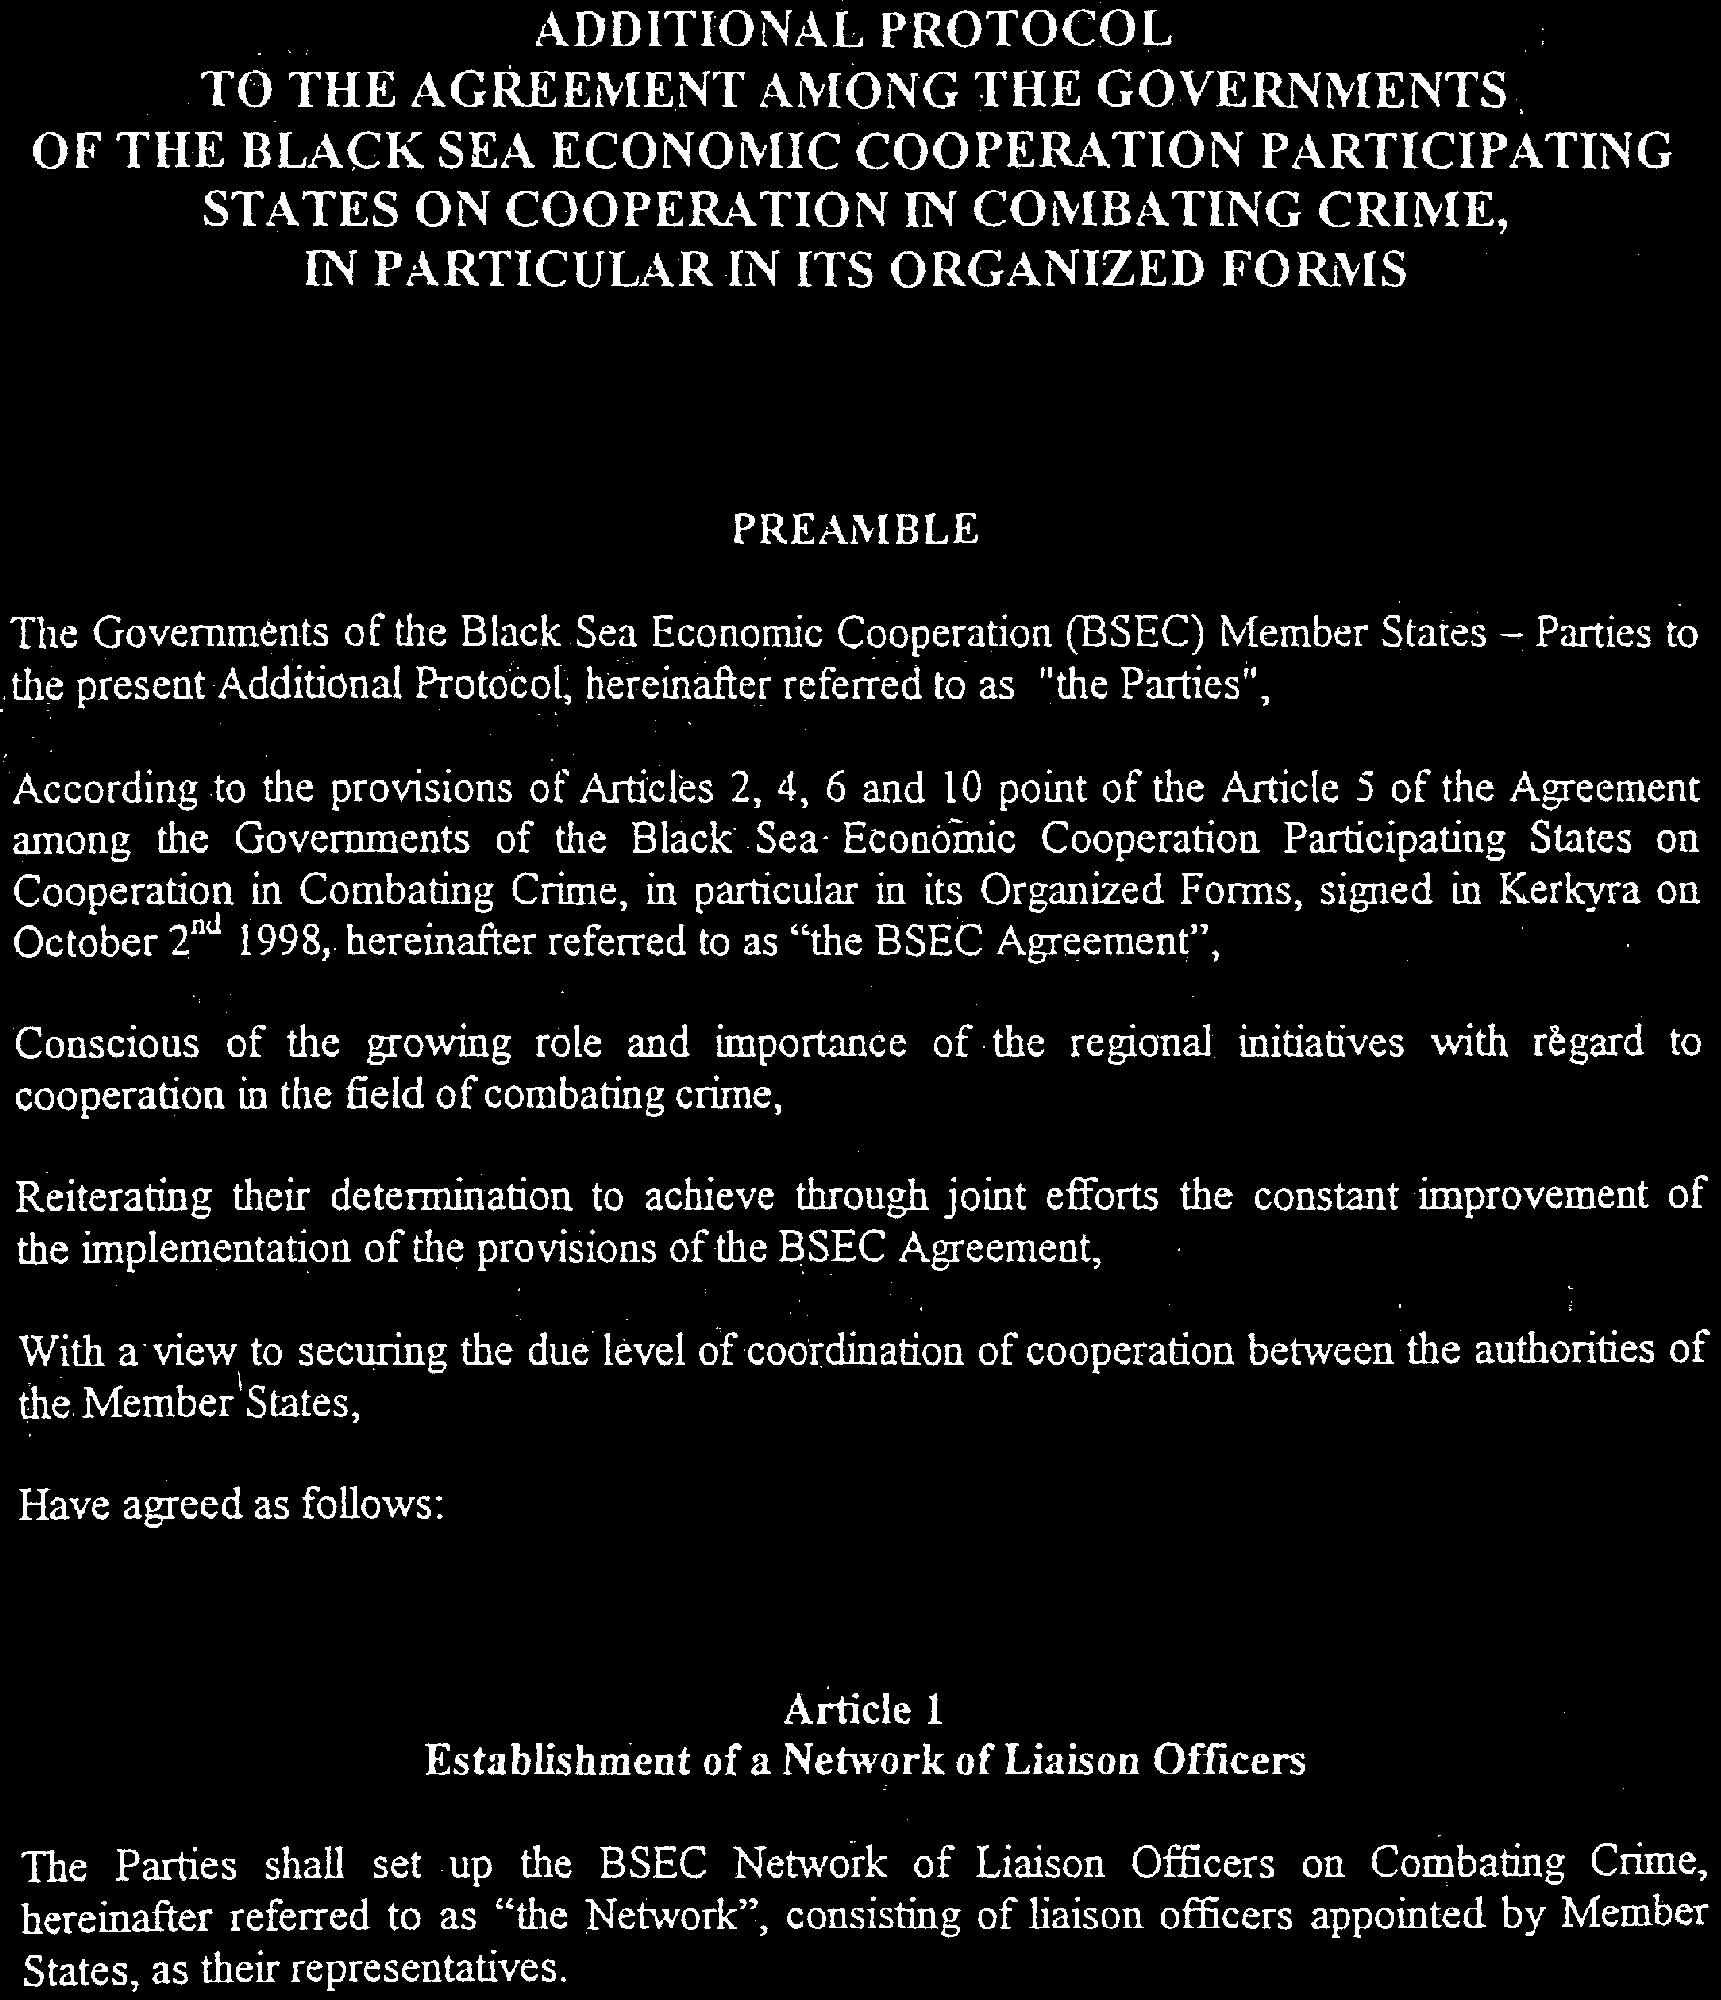 ADDITIONAL PROTOCOL
TO THE AGREEMENT AMONG THE GOVERNMENTS
OF THE BLACK SEA ECONOMIC COOPERATION PARTICIPATING
STATES ON COOPERATION IN COMBATING CRIME,
IN PARTICULAR IN ITS ORGANIZED FORMS
PREAMBLE
The Governments of the Black Sea Economic Cooperation (BSEC) Member States – Parties to
the present Additional Protocol, hereinafter referred to as "the Parties",
According to the provisions of Articles 2, 4, 6 and 10 point of the Article 5 of the Agreement
among the Governments of the Black Sea Economic Cooperation Participating States on
Cooperation in Combating Crime, in particular in its Organized Forms, signed in Kerkyra on
October 2nd 1998, hereinafter referred to as “the BSEC Agreement”,
Conscious of the growing role and importance of the regional initiatives with regard to
cooperation in the field of combating crime,
Reiterating their determination to achieve through joint efforts the constant improvement of
the implementation of the provisions of the BSEC Agreement,
With a view to securing the due level of coordination of cooperation between the authorities of
the Member States,
Have agreed as follows:
Article 1
Establishment of a Network of Liaison Officers
The Parties shall set up the BSEC Network of Liaison Officers on Combating Crime,
hereinafter referred to as “the Network”, consisting of liaison officers appointed by Member
States, as their representatives.